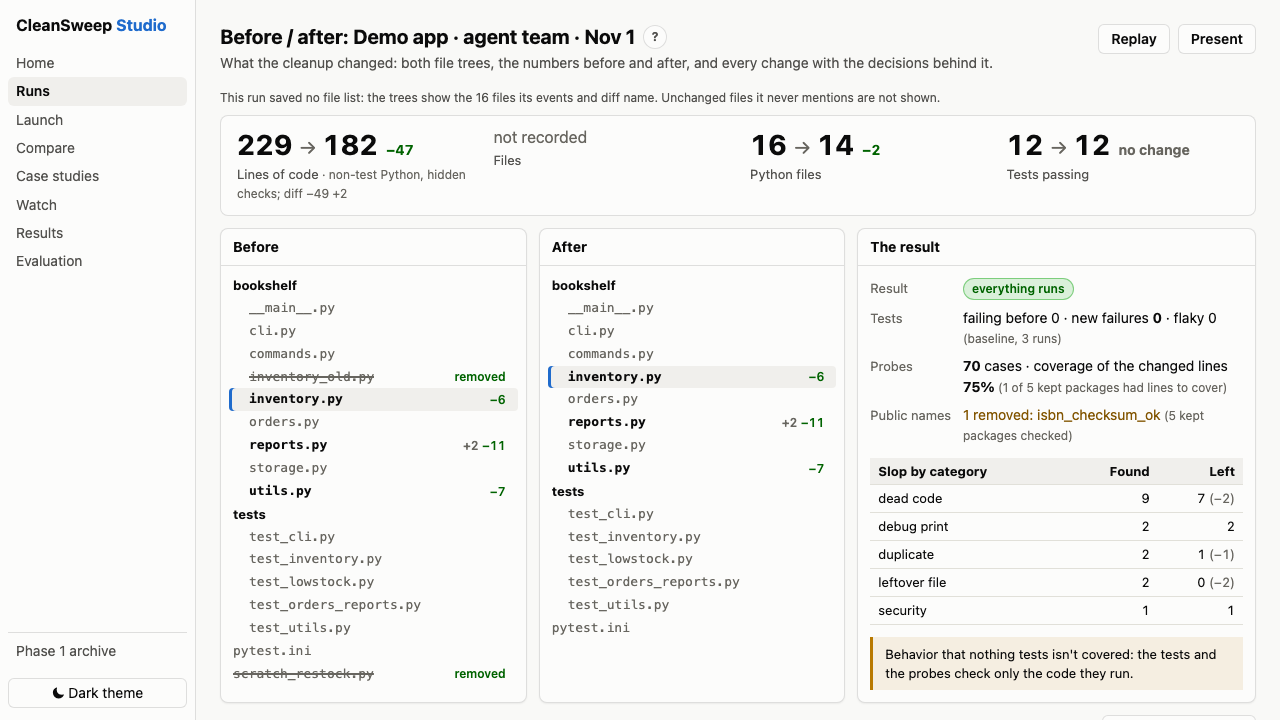 CleanSweep Studio
Home
Runs
Launch
Compare
Case studies
Watch
Results
Evaluation
Phase 1 archive
Dark theme
Before / after: Demo app · agent team · Nov 1 ?
Replay
Present
What the cleanup changed: both file trees, the numbers before and after, and every change with the decisions behind it.
This run saved no file list: the trees show the 16 files its events and diff name. Unchanged files it never mentions are not shown.
229 → 182 −47
Lines of code · non-test Python, hidden
checks; diff −49 +2
not recorded
Files
16 → 14 −2
Python files
12 → 12 no change
Tests passing
Before
bookshelf
__main__.py
cli.py
commands.py
inventory_old.py removed
inventory.py −6
orders.py
reports.py +2 −11
storage.py
utils.py −7
tests
test_cli.py
test_inventory.py
test_lowstock.py
test_orders_reports.py
test_utils.py
pytest.ini
scratch_restock.py removed
After
bookshelf
__main__.py
cli.py
commands.py
inventory.py −6
orders.py
reports.py +2 −11
storage.py
utils.py −7
tests
test_cli.py
test_inventory.py
test_lowstock.py
test_orders_reports.py
test_utils.py
pytest.ini
The result
Result everything runs
Tests failing before 0 · new failures 0 · flaky 0
(baseline, 3 runs)
Probes 70 cases · coverage of the changed lines
75% (1 of 5 kept packages had lines to cover)
Public names 1 removed: isbn_checksum_ok (5 kept
packages checked)
Slop by category Found Left
dead code 9 7 (−2)
debug print 2 2
duplicate 2 1 (−1)
leftover file 2 0 (−2)
security 1 1
Behavior that nothing tests isn't covered: the tests and
the probes check only the code they run.